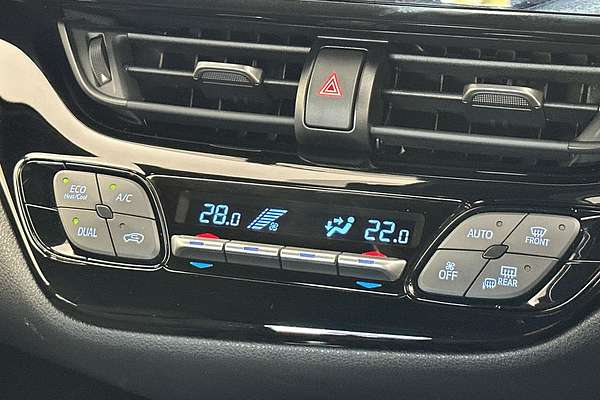 ECO
Heat/Cool
A/C
DUAL
28.0
22.0
AUTO
FRONT
OFF
REAR